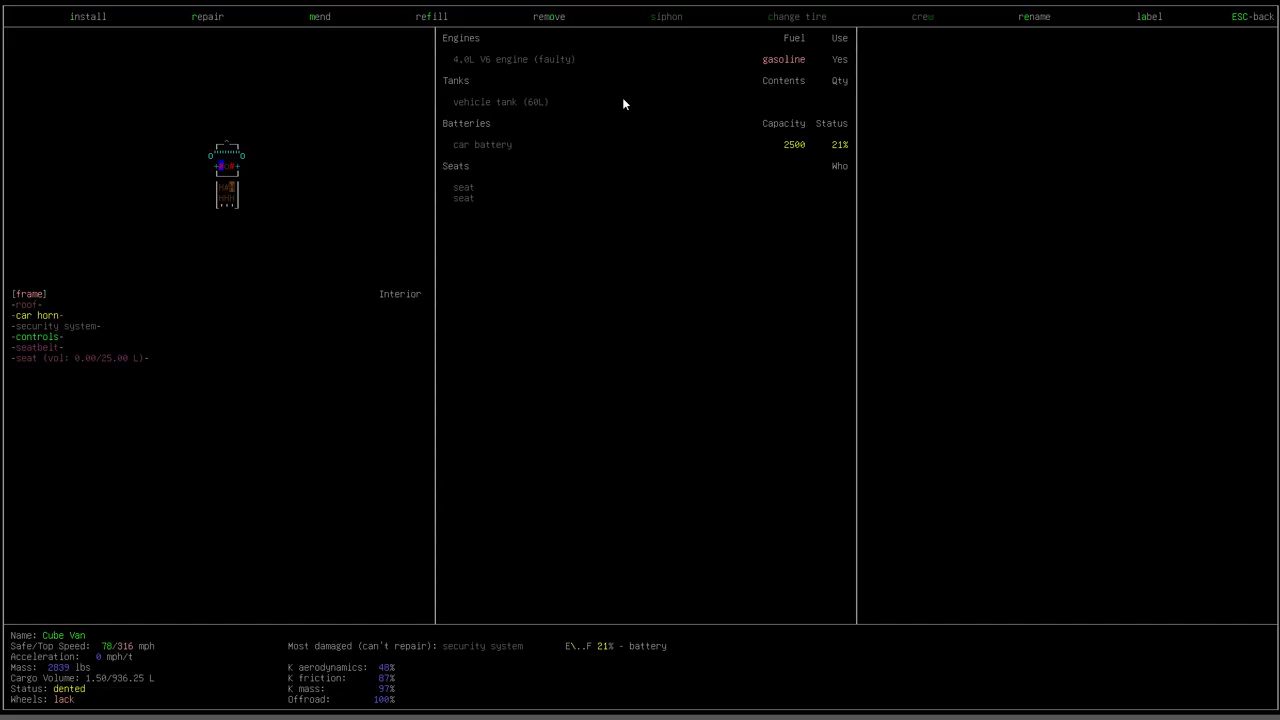 install repair mend refill remove siphon change tire crew rename label ESC-back
Engines Fuel Use
4.0L V6 engine (faulty) gasoline Yes
Tanks Contents Qty
vehicle tank (60L)
Batteries Capacity Status
car battery 2500 21%
Seats Who
seat
seat
[frame] Interior
-roof-
-car horn-
-security system-
-controls-
-seatbelt-
-seat (vol: 0.00/25.00 L)-
Name: Cube Van
Safe/Top Speed: 78/316 mph Most damaged (can't repair): security system E\..F 21% - battery
Acceleration: 0 mph/t
Mass: 2839 lbs K aerodynamics: 48%
Cargo Volume: 1.50/936.25 L K friction: 87%
Status: dented K mass: 97%
Wheels: lack Offroad: 100%